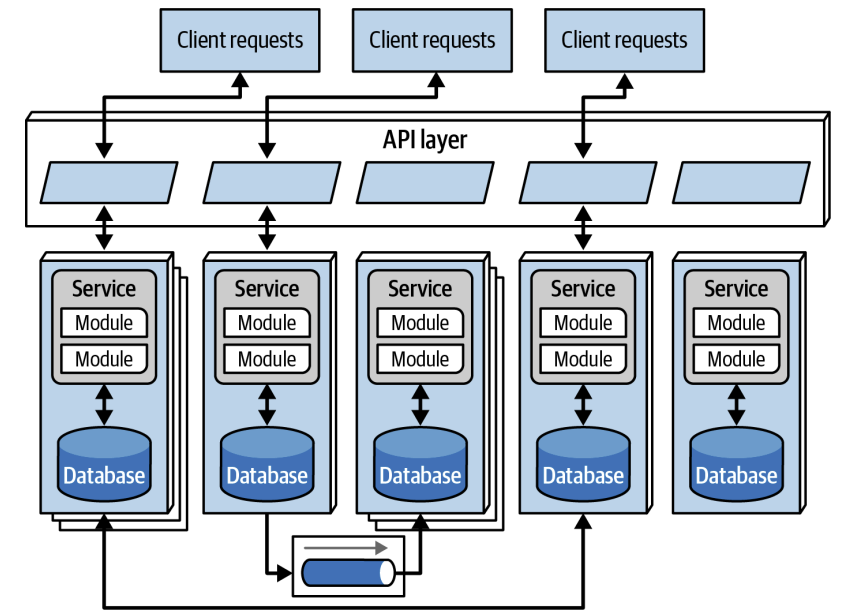 Client requests
Client requests
Client requests
API layer
Service
Module
Module
Database
Service
Module
Module
Database
Service
Module
Module
Database
Service
Module
Module
Database
Service
Module
Module
Database